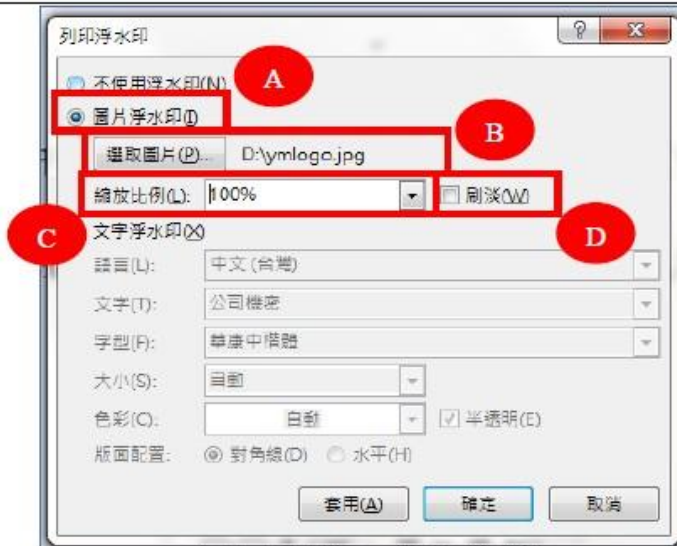 列印浮水印
不使用浮水印(N)
A
圖片浮水印(I)
B
選取圖片(P)... D:\ymlogo.jpg
縮放比例(L): 100% 刷淡(W)
C
文字浮水印(X)
D
語言(L): 中文 (台灣)
文字(T): 公司機密
字型(F): 華康中楷體
大小(S): 自動
色彩(C): 自動 半透明(E)
版面配置: 對角線(D) 水平(H)
套用(A) 確定 取消